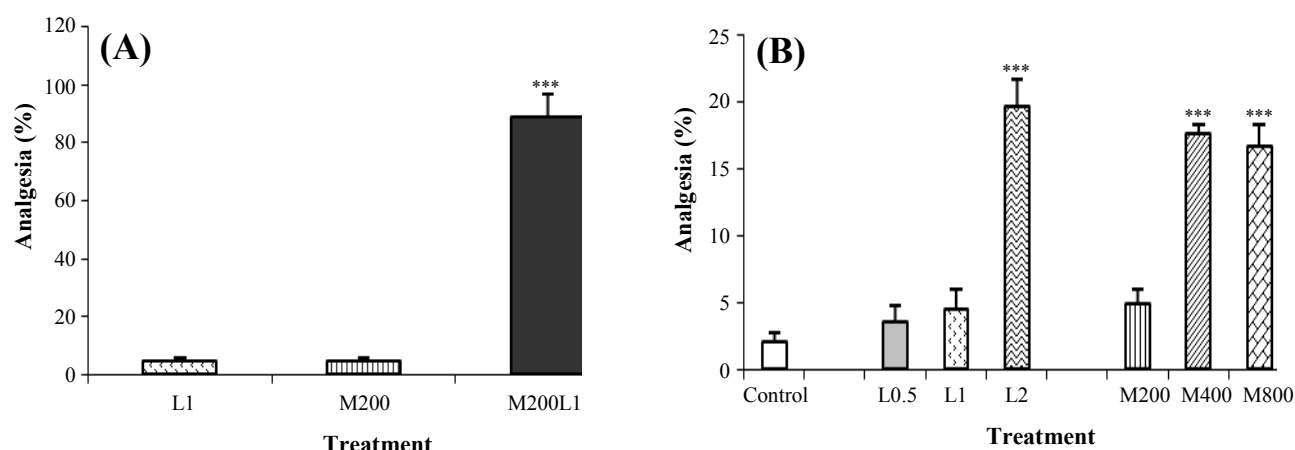 (A)
Analgesia (%)
120
100
80
60
40
20
0
***
L1 M200 M200L1
Treatment
(B)
Analgesia (%)
25
20
15
10
5
0
*** *** ***
Control L0.5 L1 L2 M200 M400 M800
Treatment